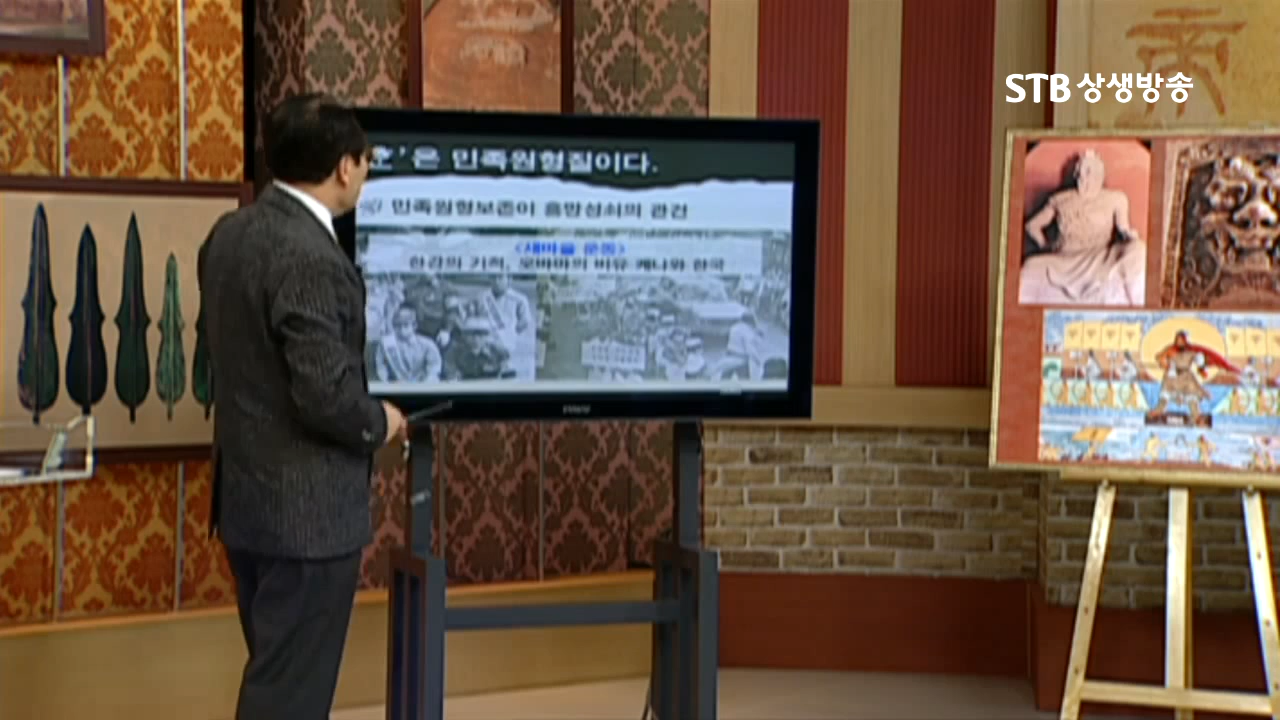 STB 상생방송
’은 민족원형질이다.
민족원형보존이 흥망성쇠의 관건
<새마을 운동>
한강의 기적, 오바마의 비유 케냐와 한국